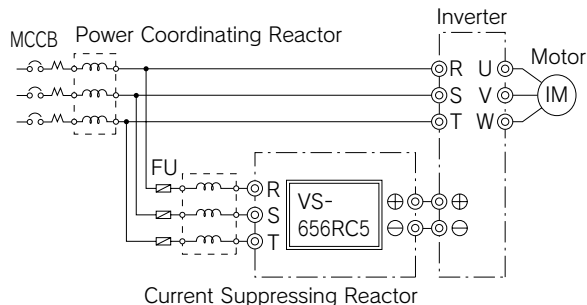 Inverter
MCCB Power Coordinating Reactor
Motor
R U
S V IM
T W
FU
R
S
T
VS-
656RC5
⊕ ⊕
⊖ ⊖
Current Suppressing Reactor